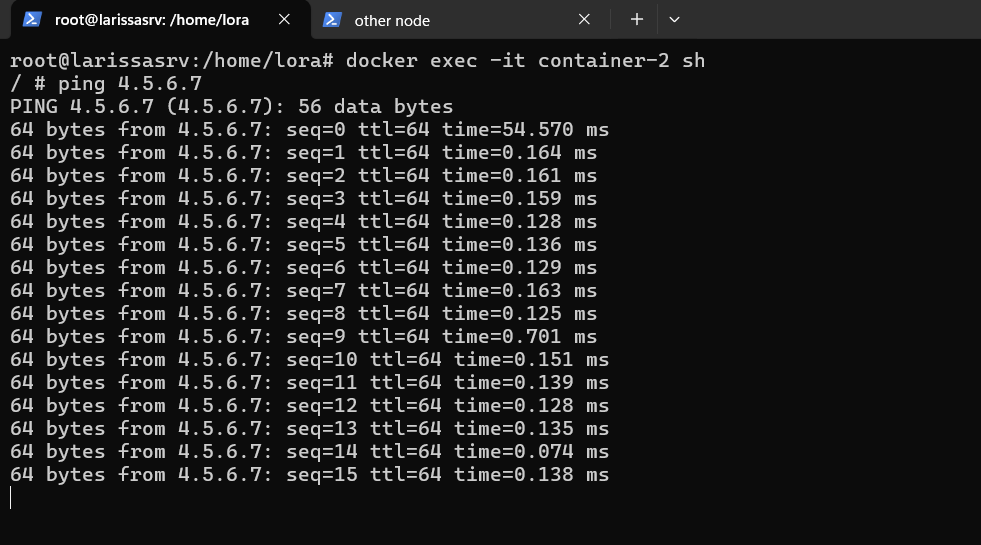 root@larissasrv: /home/lora
other node
root@larissasrv:/home/lora# docker exec -it container-2 sh
/ # ping 4.5.6.7
PING 4.5.6.7 (4.5.6.7): 56 data bytes
64 bytes from 4.5.6.7: seq=0 ttl=64 time=54.570 ms
64 bytes from 4.5.6.7: seq=1 ttl=64 time=0.164 ms
64 bytes from 4.5.6.7: seq=2 ttl=64 time=0.161 ms
64 bytes from 4.5.6.7: seq=3 ttl=64 time=0.159 ms
64 bytes from 4.5.6.7: seq=4 ttl=64 time=0.128 ms
64 bytes from 4.5.6.7: seq=5 ttl=64 time=0.136 ms
64 bytes from 4.5.6.7: seq=6 ttl=64 time=0.129 ms
64 bytes from 4.5.6.7: seq=7 ttl=64 time=0.163 ms
64 bytes from 4.5.6.7: seq=8 ttl=64 time=0.125 ms
64 bytes from 4.5.6.7: seq=9 ttl=64 time=0.701 ms
64 bytes from 4.5.6.7: seq=10 ttl=64 time=0.151 ms
64 bytes from 4.5.6.7: seq=11 ttl=64 time=0.139 ms
64 bytes from 4.5.6.7: seq=12 ttl=64 time=0.128 ms
64 bytes from 4.5.6.7: seq=13 ttl=64 time=0.135 ms
64 bytes from 4.5.6.7: seq=14 ttl=64 time=0.074 ms
64 bytes from 4.5.6.7: seq=15 ttl=64 time=0.138 ms